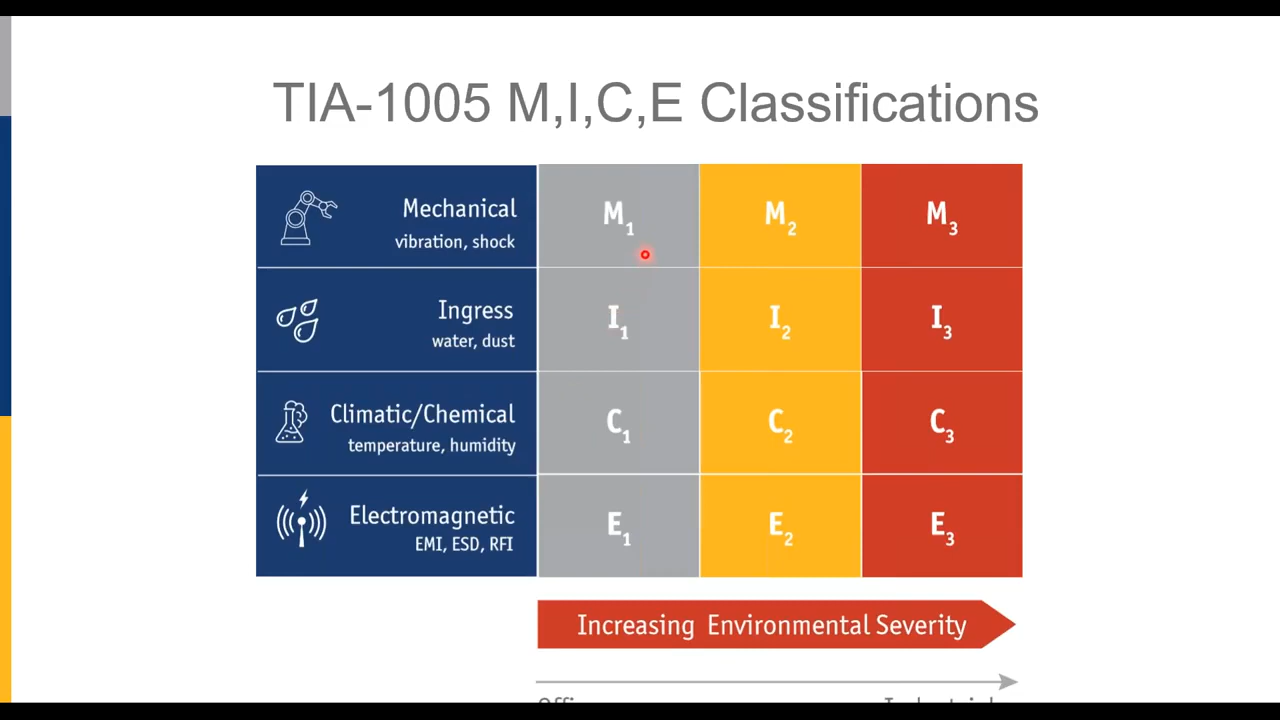 TIA-1005 M,I,C,E Classifications
Mechanical
vibration, shock
M1 M2 M3
Ingress
water, dust
I1 I2 I3
Climatic/Chemical
temperature, humidity
C1 C2 C3
Electromagnetic
EMI, ESD, RFI
E1 E2 E3
Increasing Environmental Severity